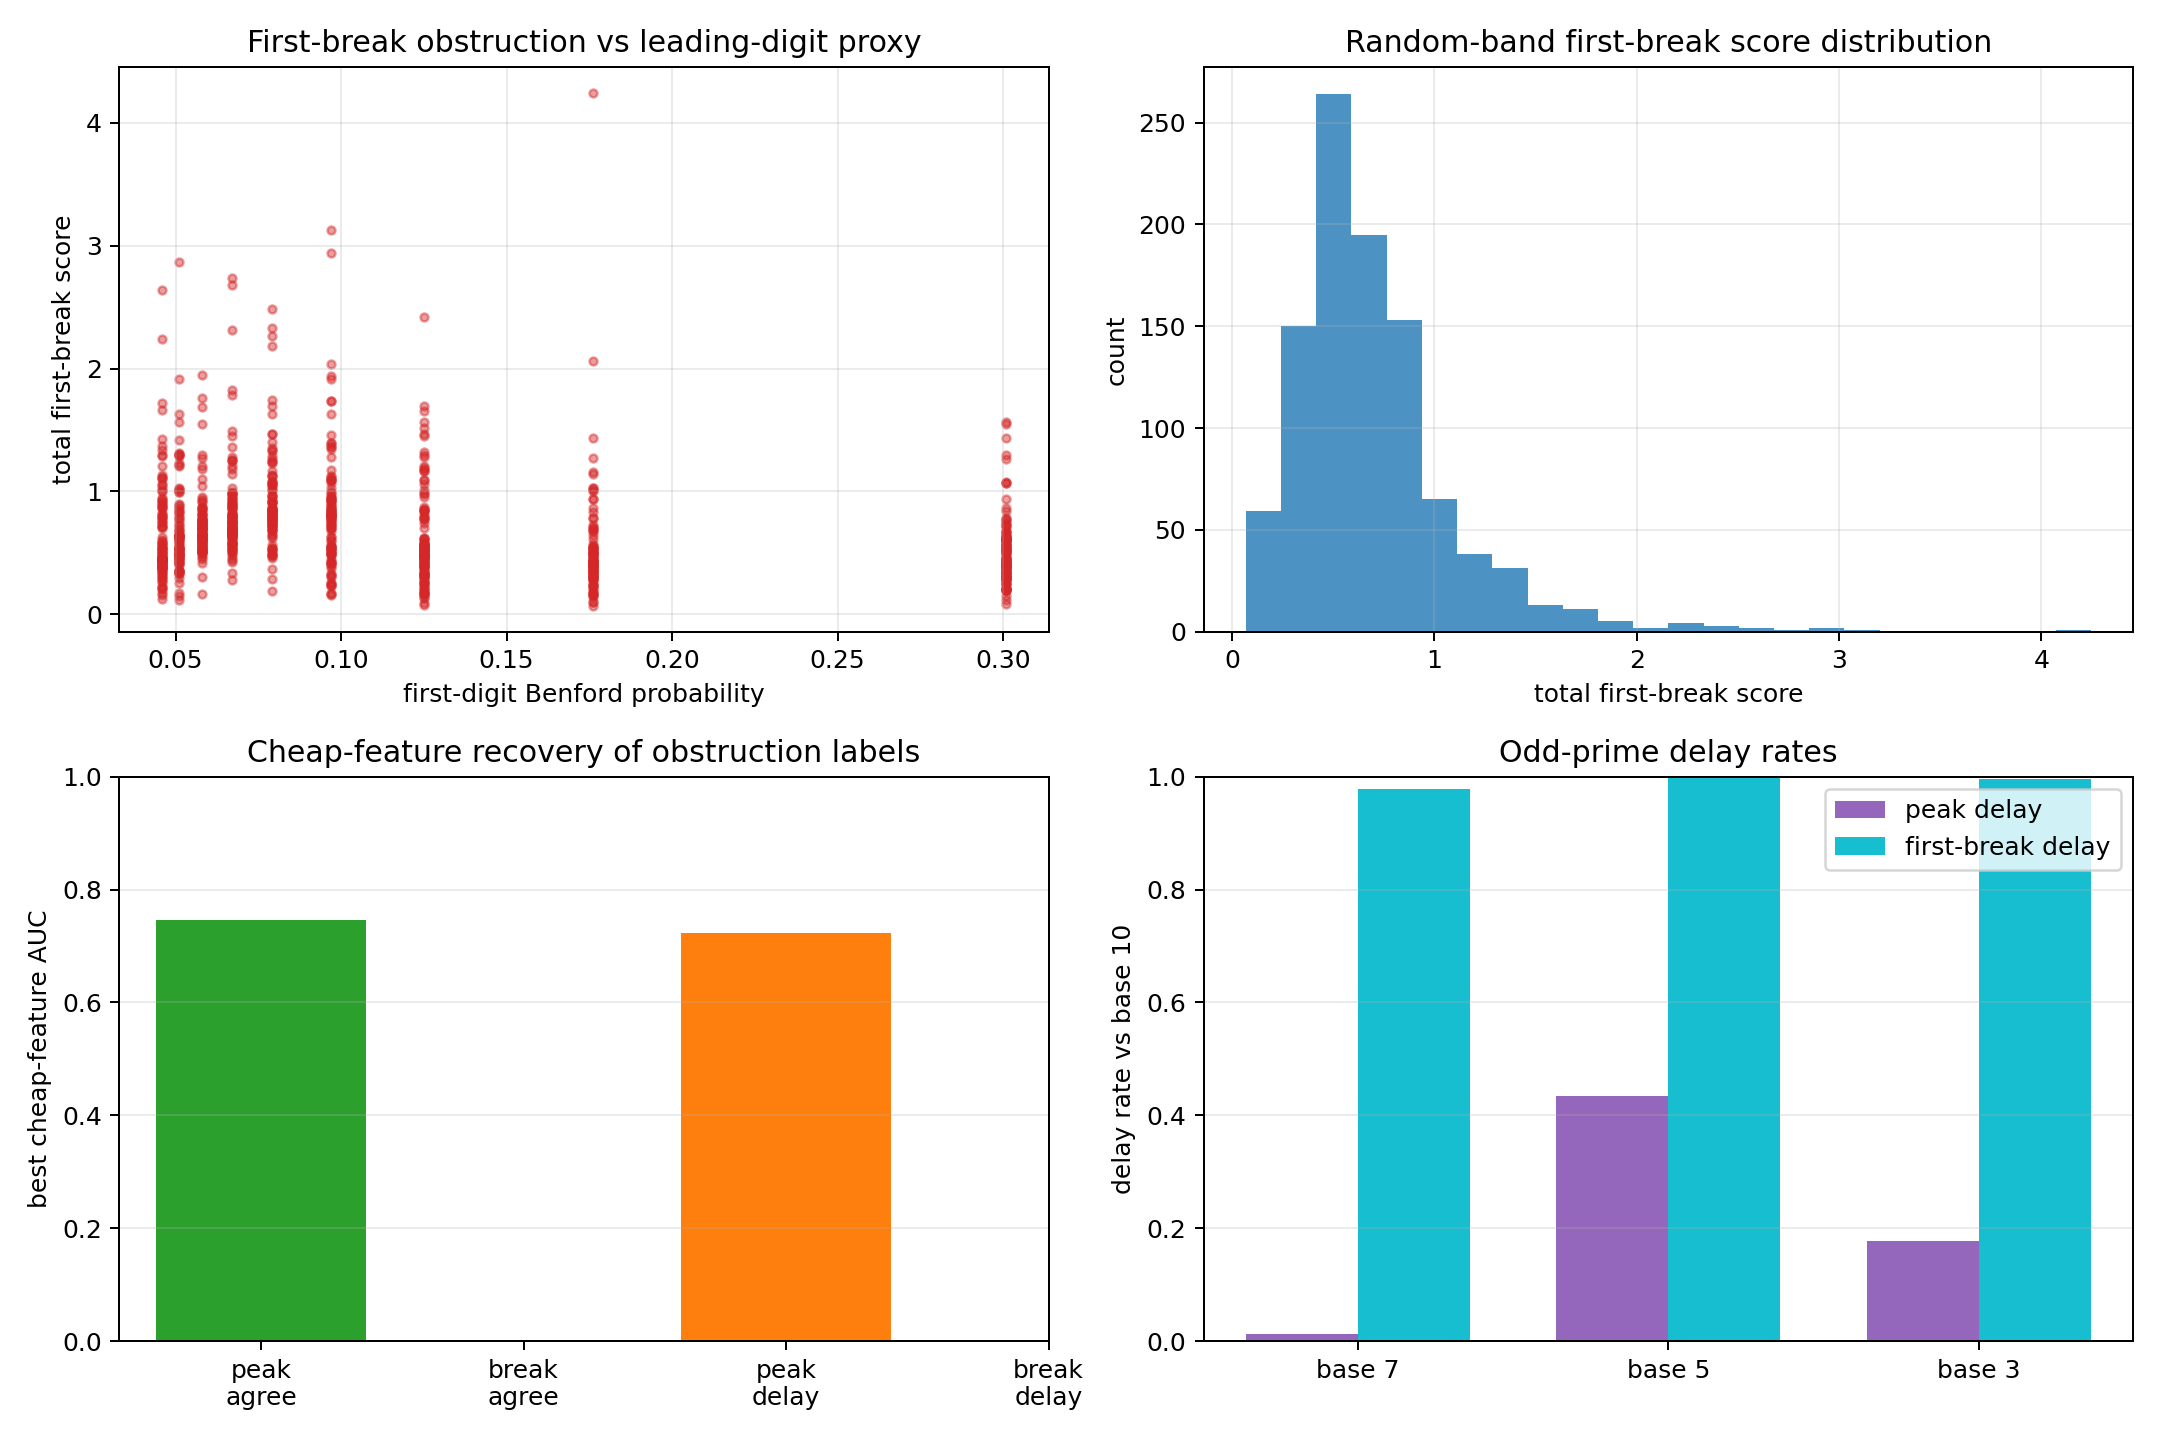 First-break obstruction vs leading-digit proxy
total first-break score
4
3
2
1
0
0.05 0.10 0.15 0.20 0.25 0.30
first-digit Benford probability
Random-band first-break score distribution
count
250
200
150
100
50
0
0 1 2 3 4
total first-break score
Cheap-feature recovery of obstruction labels
best cheap-feature AUC
1.0
0.8
0.6
0.4
0.2
0.0
peak break peak break
agree agree delay delay
Odd-prime delay rates
delay rate vs base 10
1.0
0.8
0.6
0.4
0.2
0.0
peak delay
first-break delay
base 7 base 5 base 3